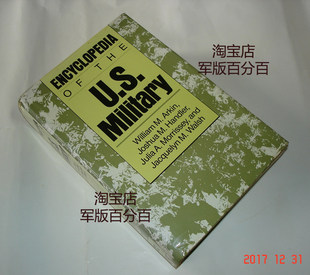 ENCYCLOPEDIA
OF THE
U.S.
Military
William M. Arkin,
Joshua M. Handler,
Julia A. Morrissey, and
Jacquelyn M. Walsh
淘宝店
军版百分百
淘宝店
军版百分百
2017 12 31